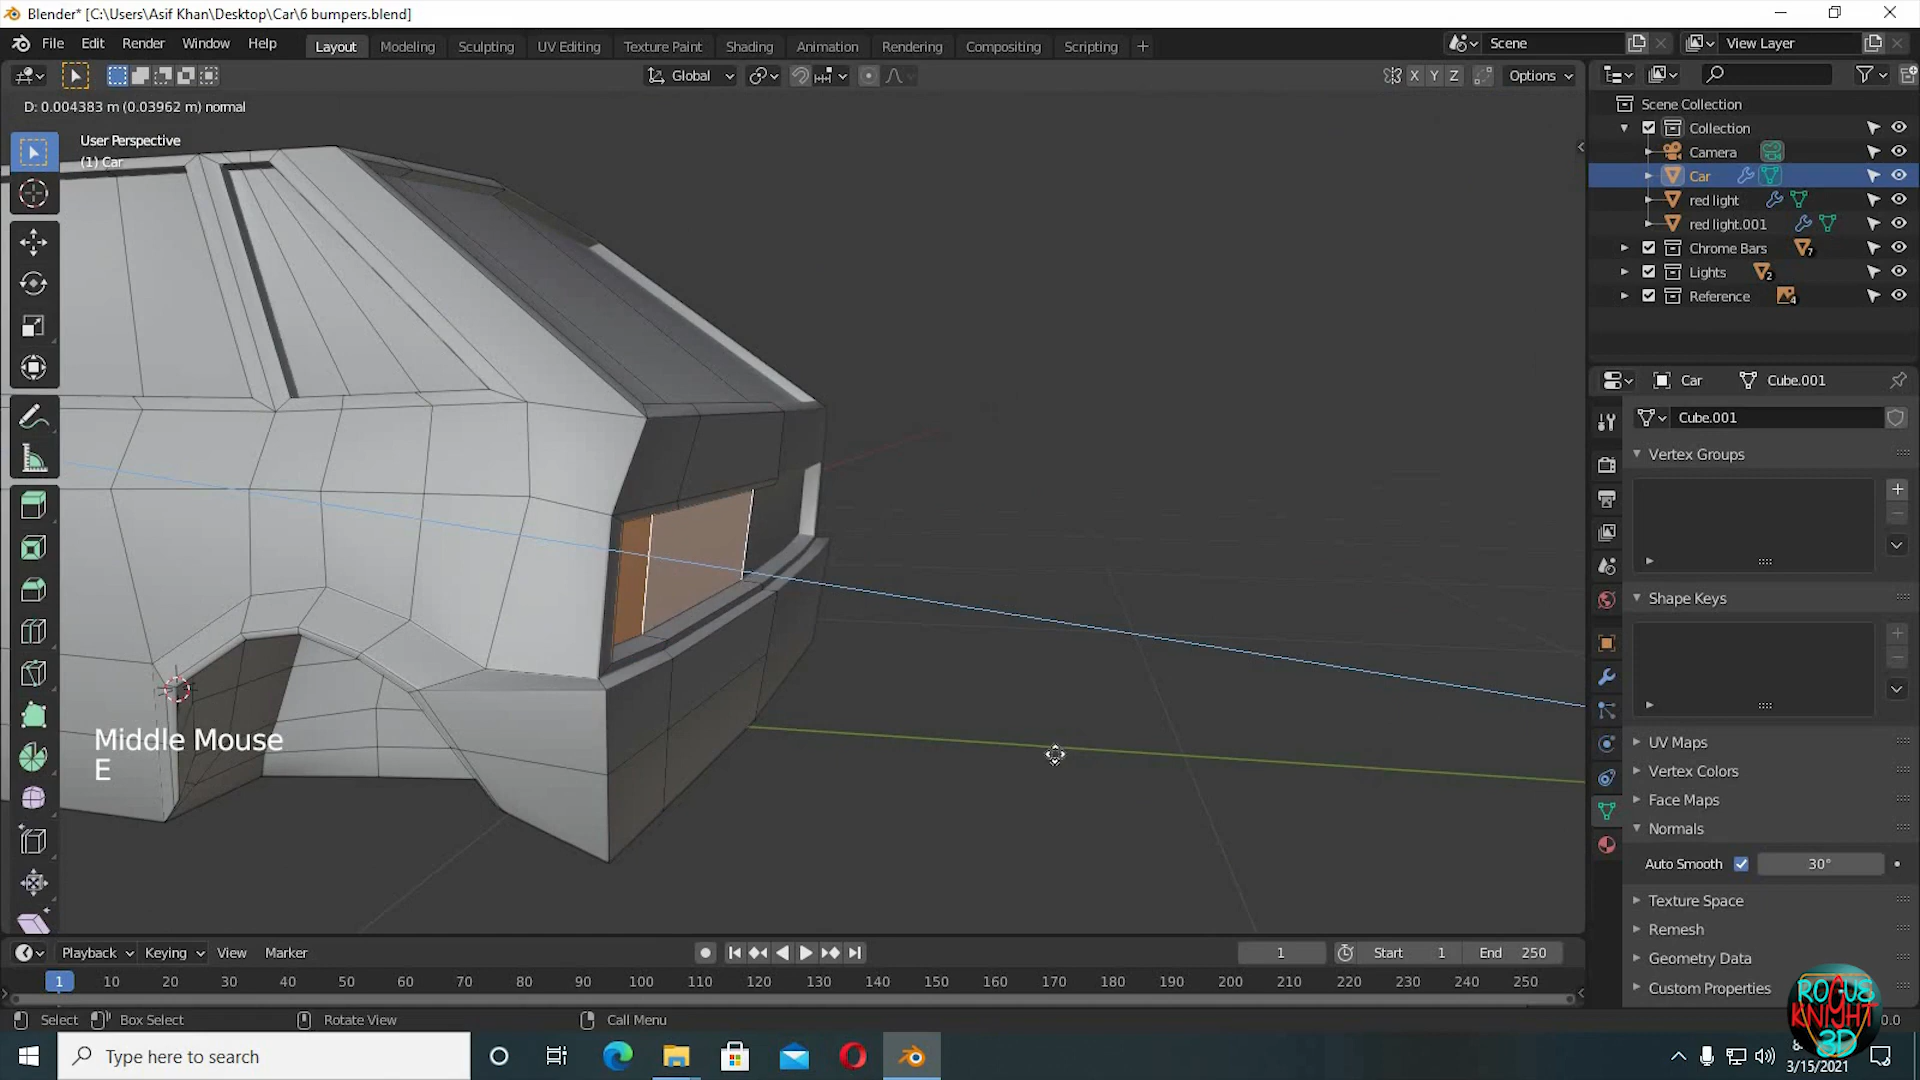 Blender* [C:\Users\Asif Khan\Desktop\Car\6 bumpers.blend]
File Edit Render Window Help
Layout Modeling Sculpting UV Editing Texture Paint Shading Animation Rendering Compositing Scripting +
Scene View Layer
Global X Y Z Options
D: 0.004383 m (0.03962 m) normal
User Perspective
(1) Car
Middle Mouse
E
Scene Collection
Collection
Camera
Car
red light
red light.001
Chrome Bars 7
Lights 2
Reference 4
Car Cube.001
Cube.001
Vertex Groups
Shape Keys
UV Maps
Vertex Colors
Face Maps
Normals
Auto Smooth 30°
Texture Space
Remesh
Geometry Data
Custom Properties
Playback Keying View Marker
1 Start 1 End 250
1 10 20 30 40 50 60 70 80 90 100 110 120 130 140 150 160 170 180 190 200 210 220 230 240 250
Select Box Select Rotate View Call Menu
ROGUE
KNIGHT
3D
Type here to search
3/15/2021